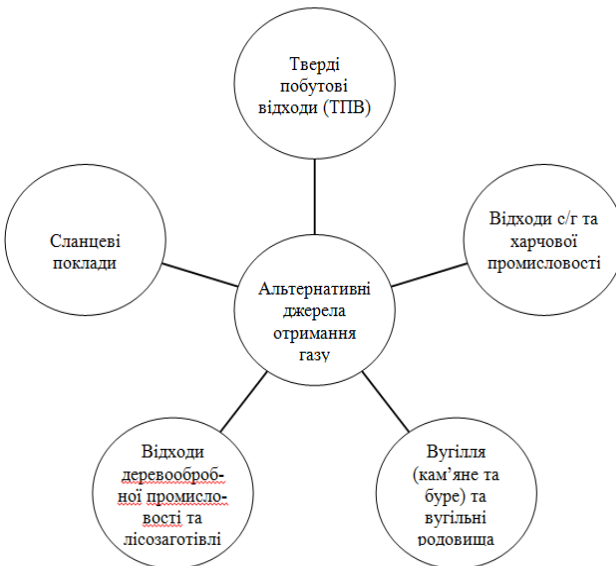 Тверді
побутові
відходи (ТПВ)
Сланцеві
поклади
Відходи с/г та
харчової
промисловості
Альтернативні
джерела
отримання
газу
Відходи
деревооброб-
ної промисло-
вості та
лісозаготівлі
Вугілля
(кам’яне та
буре) та
вугільні
родовища